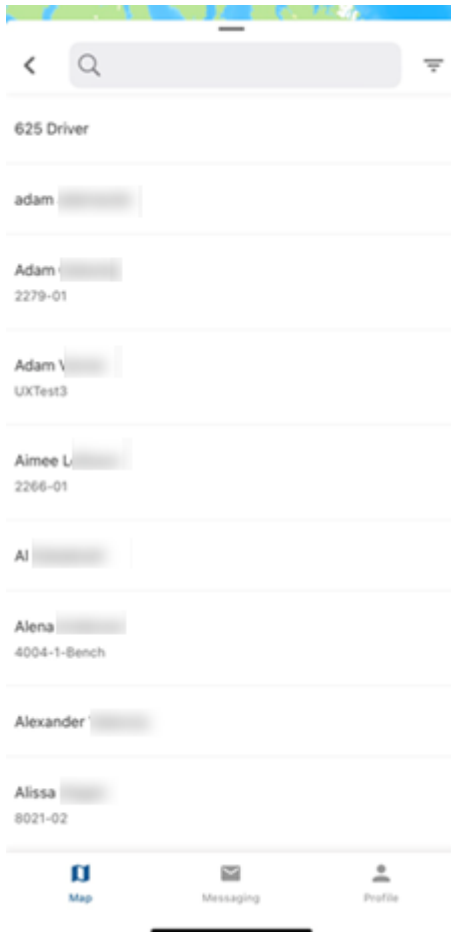 625 Driver
adam
Adam
2279-01
Adam
UXTest3
Aimee
2266-01
Al
Alena
4004-1-Bench
Alexander
Alissa
8021-02
Map
Messaging
Profile